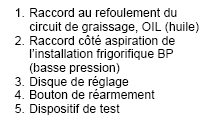 1. Raccord au refoulement du
circuit de graissage, OIL (huile)
2. Raccord côté aspiration de
l'installation frigorifique BP
(basse pression)
3. Disque de réglage
4. Bouton de réarmement
5. Dispositif de test